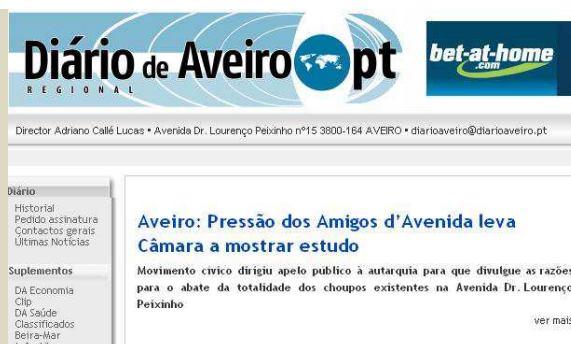 Diário de Aveiro pt
REGIONAL
bet-at-home
.com
Director Adriano Callé Lucas • Avenida Dr. Lourenço Peixinho nº15 3800-164 AVEIRO • diarioaveiro@diarioaveiro.pt
Diário
Historial
Pedido assinatura
Contactos gerais
Últimas Notícias
Suplementos
DA Economia
Clip
DA Saúde
Classificados
Beira-Mar
Aveiro: Pressão dos Amigos d’Avenida leva
Câmara a mostrar estudo
Movimento cívico dirigiu apelo público à autarquia para que divulgue as razões
para o abate da totalidade dos choupos existentes na Avenida Dr. Lourenço
Peixinho
ver mais